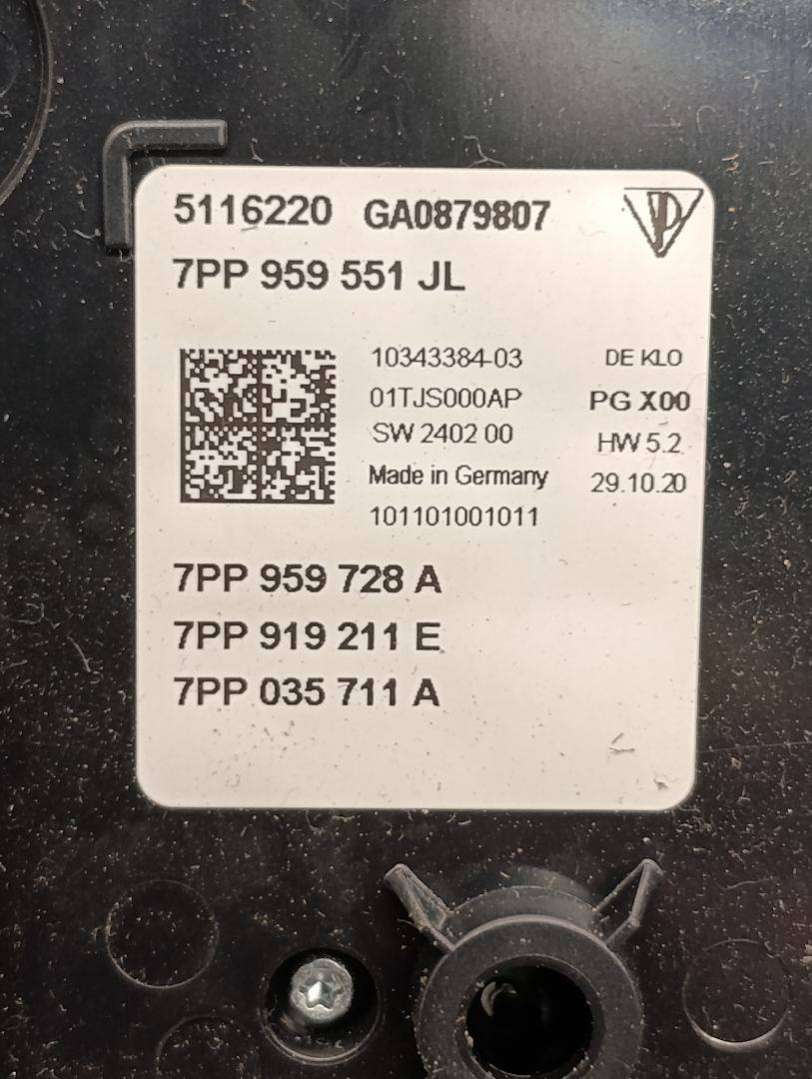 5116220 GA0879807
7PP 959 551 JL
10343384-03 DE KLO
01TJS000AP PG X00
SW 2402 00 HW 5.2
Made in Germany 29.10.20
101101001011
7PP 959 728 A
7PP 919 211 E
7PP 035 711 A